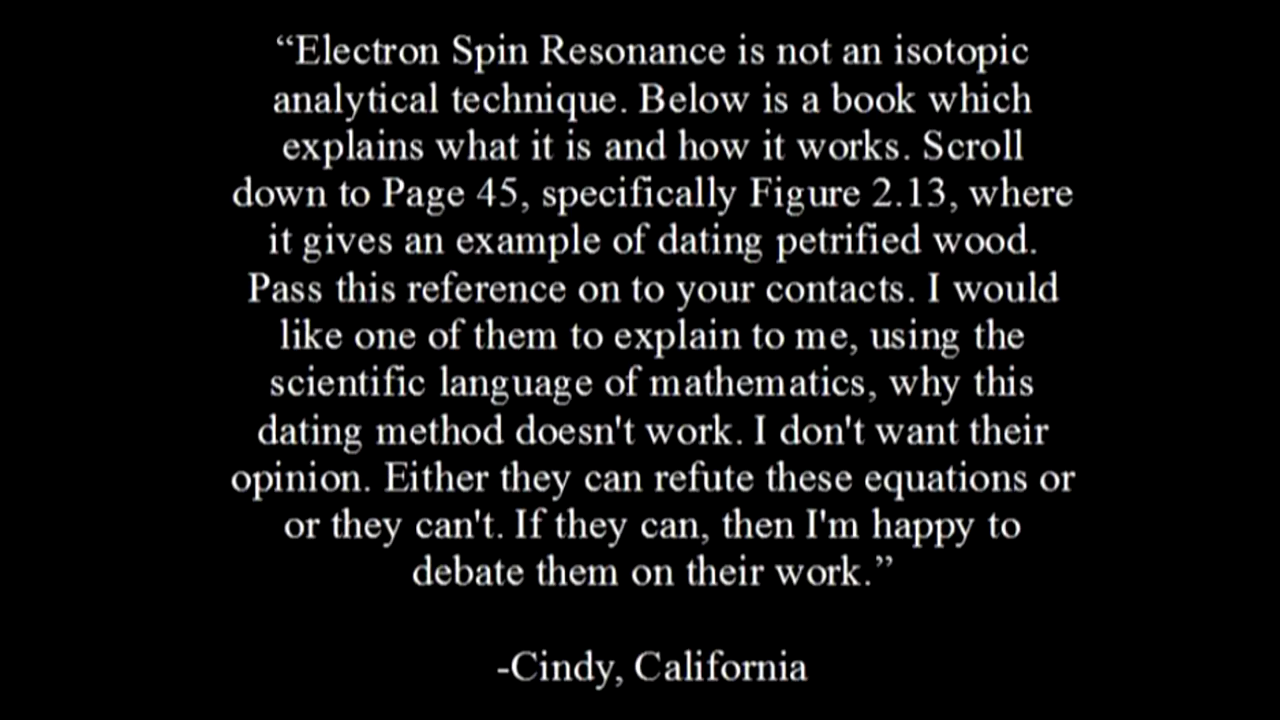 “Electron Spin Resonance is not an isotopic
analytical technique. Below is a book which
explains what it is and how it works. Scroll
down to Page 45, specifically Figure 2.13, where
it gives an example of dating petrified wood.
Pass this reference on to your contacts. I would
like one of them to explain to me, using the
scientific language of mathematics, why this
dating method doesn't work. I don't want their
opinion. Either they can refute these equations or
or they can't. If they can, then I'm happy to
debate them on their work.”
-Cindy, California